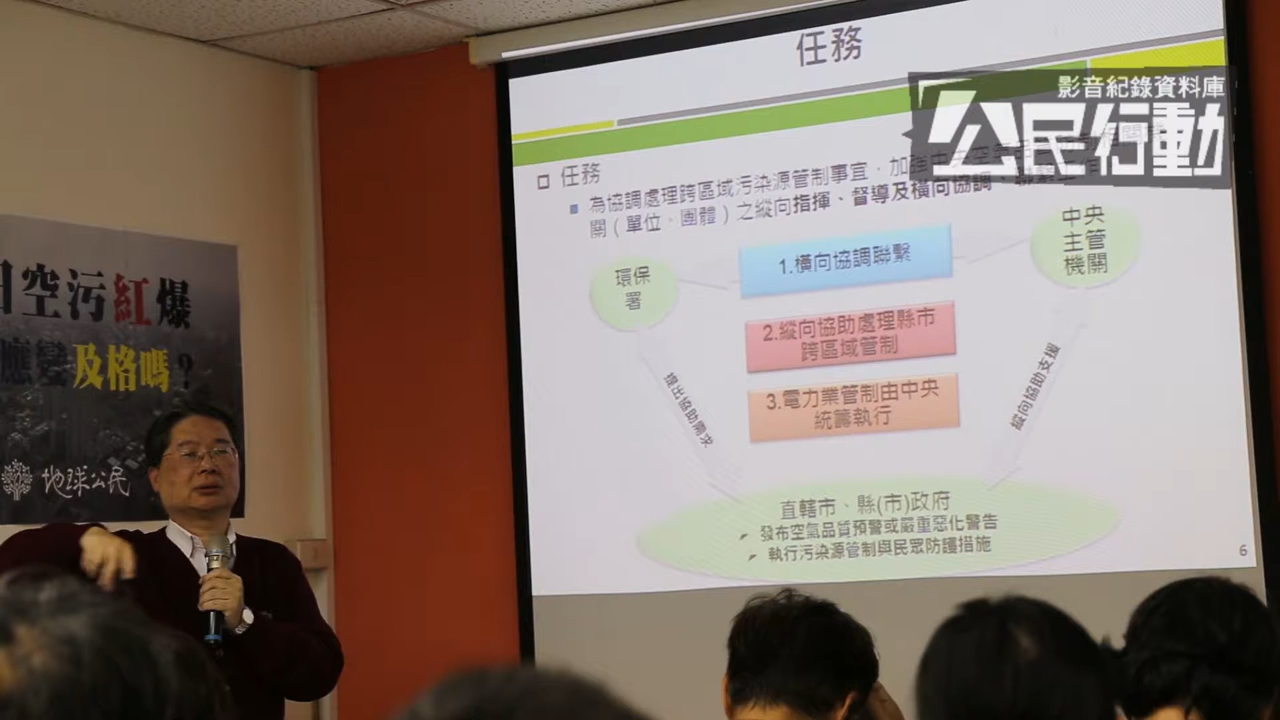 任務
影音紀錄資料庫
公民行動
任務
為協調處理跨區域污染源管制事宜，加強中央空氣
關（單位、團體）之縱向指揮、督導及橫向協調、聯繫工作
中央
主管
機關
環保
署
1.橫向協調聯繫
2.縱向協助處理縣市
跨區域管制
3.電力業管制由中央
統籌執行
提出協助需求
縱向協助支援
直轄市、縣(市)政府
發布空氣品質預警或嚴重惡化警告
執行污染源管制與民眾防護措施
6
日空污紅爆
應變及格嗎？
地球公民